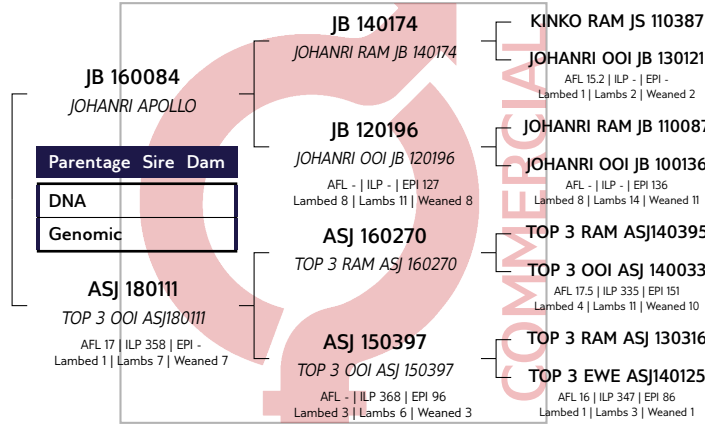 JB 160084
JOHANRI APOLLO
Parentage Sire Dam
DNA
Genomic
ASJ 180111
TOP 3 OOI ASJ180111
AFL 17 | ILP 358 | EPI -
Lambed 1 | Lambs 7 | Weaned 7
JB 140174
JOHANRI RAM JB 140174
JB 120196
JOHANRI OOI JB 120196
AFL - | ILP - | EPI 127
Lambed 8 | Lambs 11 | Weaned 8
ASJ 160270
TOP 3 RAM ASJ 160270
ASJ 150397
TOP 3 OOI ASJ 150397
AFL - | ILP 368 | EPI 96
Lambed 3 | Lambs 6 | Weaned 3
KINKO RAM JS 110387
JOHANRI OOI JB 130121
AFL 15.2 | ILP - | EPI -
Lambed 1 | Lambs 2 | Weaned 2
JOHANRI RAM JB 110087
JOHANRI OOI JB 100136
AFL - | ILP - | EPI 136
Lambed 8 | Lambs 14 | Weaned 11
TOP 3 RAM ASJ140395
TOP 3 OOI ASJ 140033
AFL 17.5 | ILP 335 | EPI 151
Lambed 4 | Lambs 11 | Weaned 10
TOP 3 RAM ASJ 130316
TOP 3 EWE ASJ140125
AFL 16 | ILP 347 | EPI 86
Lambed 1 | Lambs 3 | Weaned 1
COMMERCIAL